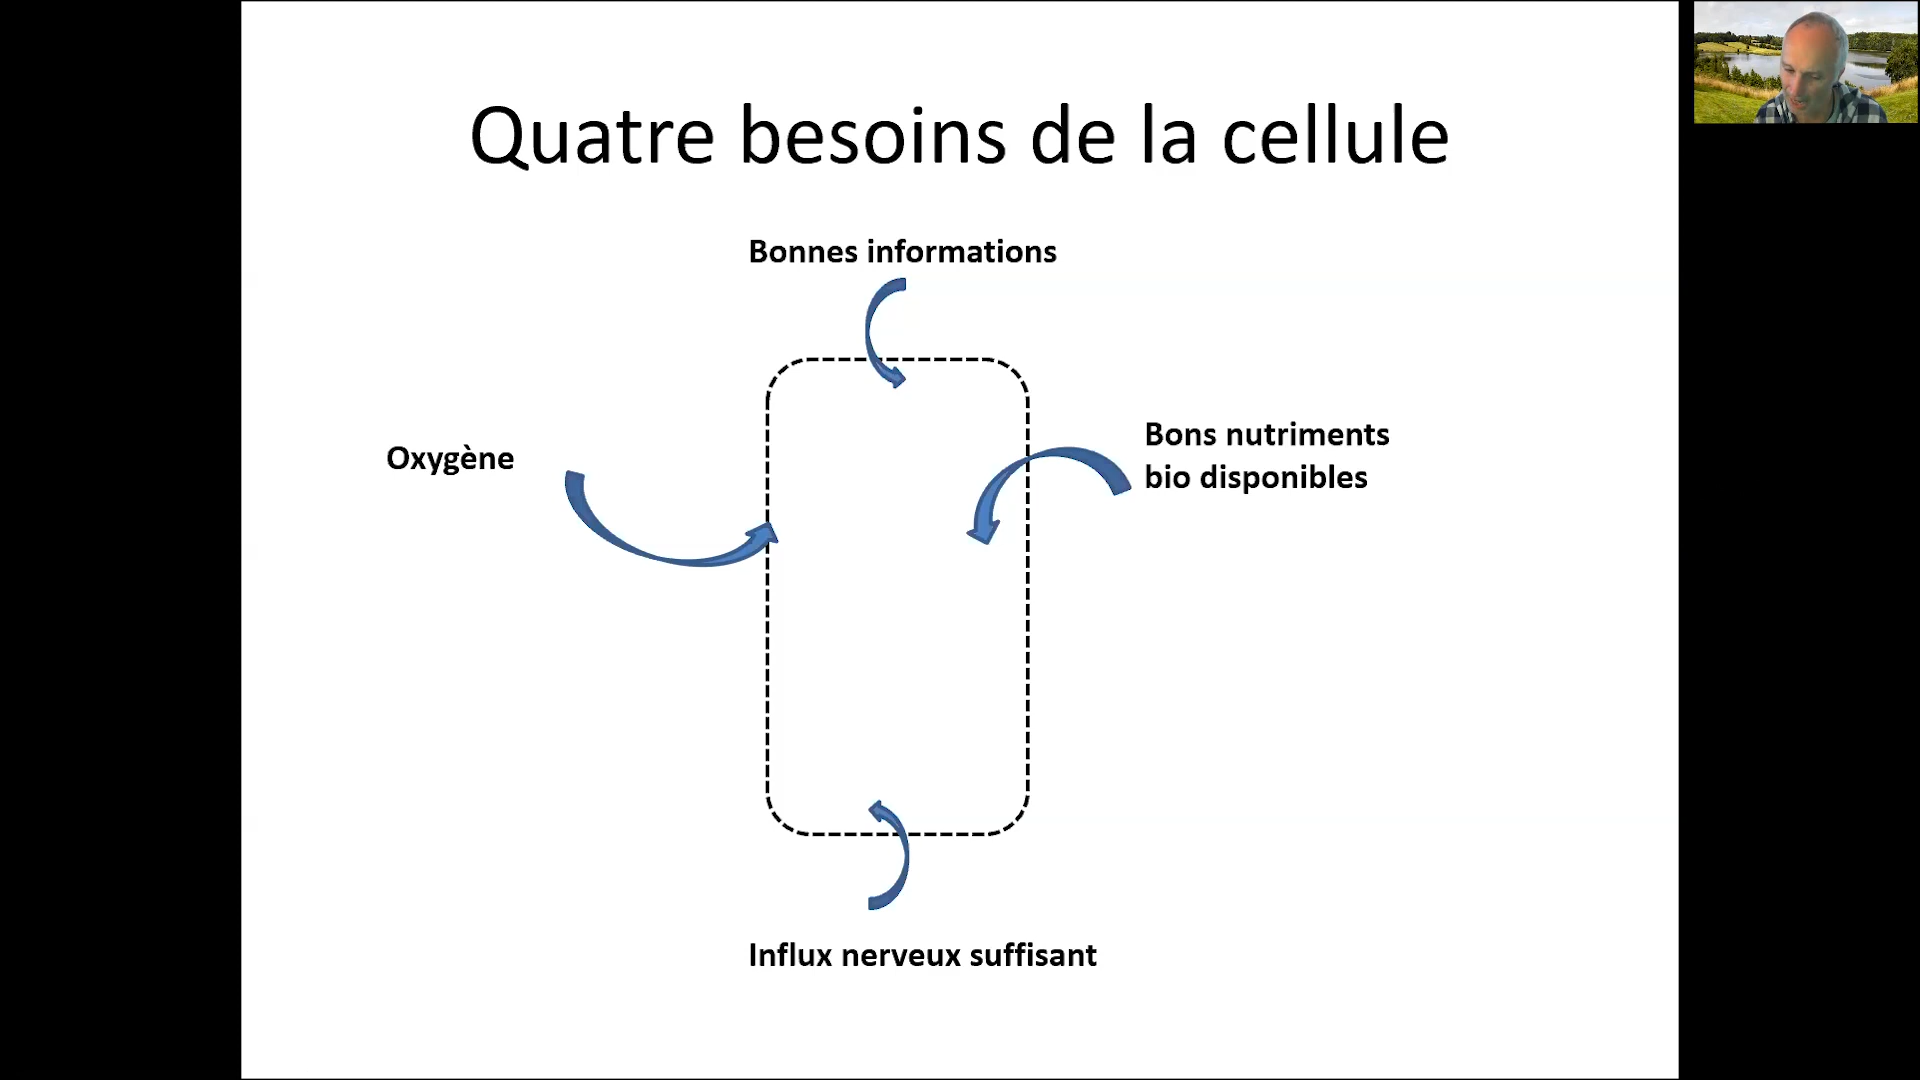 Quatre besoins de la cellule
Bonnes informations
Oxygène
Bons nutriments
bio disponibles
Influx nerveux suffisant